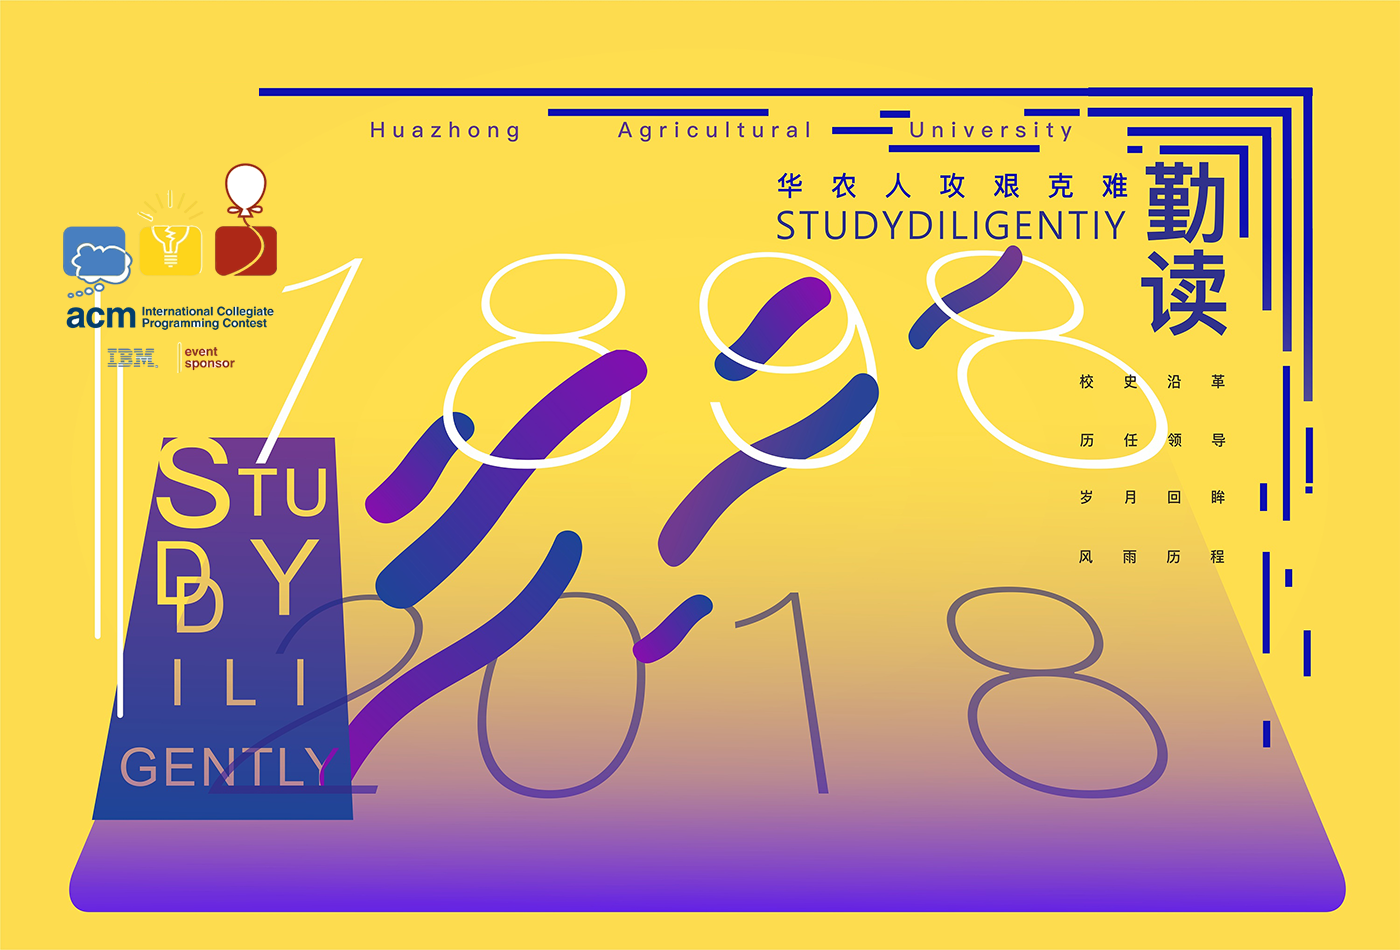 Huazhong Agricultural University
华农人攻艰克难
STUDYDILIGENTIY
勤读
acm International Collegiate
Programming Contest
IBM. event
sponsor
1898
校史沿革
历任领导
岁月回眸
风雨历程
STU
DY
D
ILI
GENTLY
2018